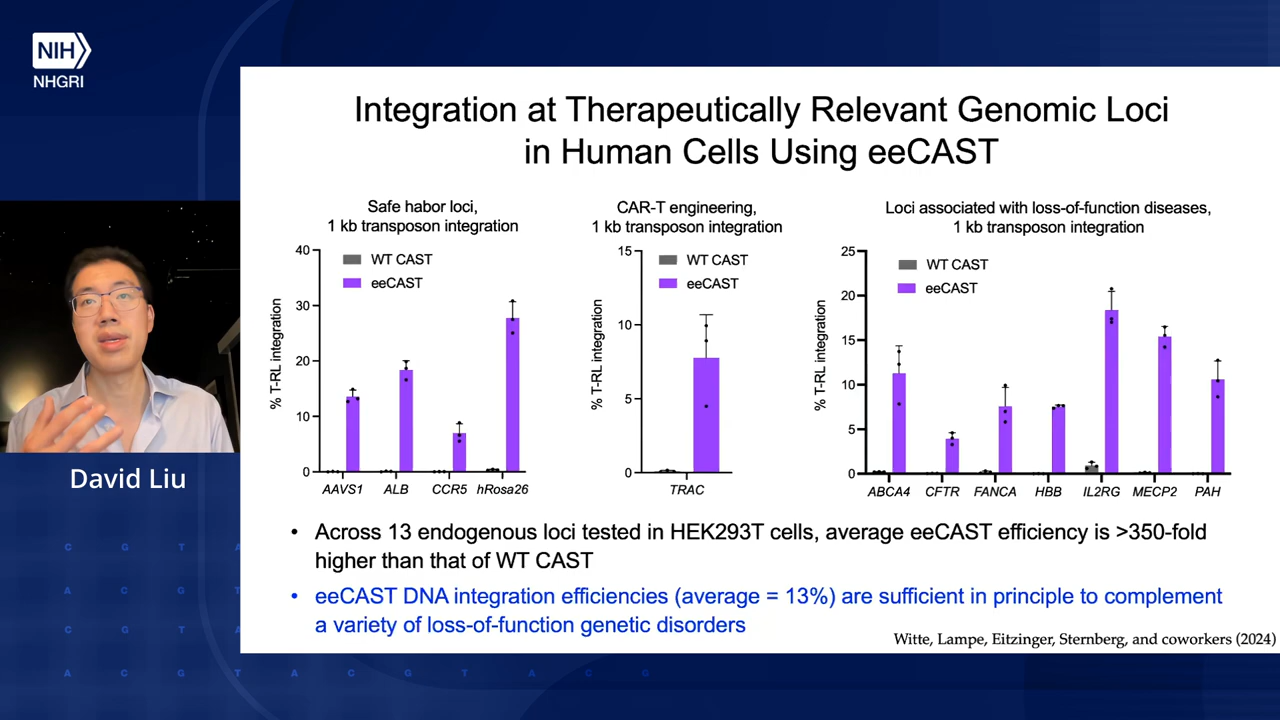 NIH
NHGRI
Integration at Therapeutically Relevant Genomic Loci
in Human Cells Using eeCAST
Safe habor loci,
1 kb transposon integration
40
30
20
10
0
% T-RL integration
WT CAST
eeCAST
AAVS1 ALB CCR5 hRosa26
CAR-T engineering,
1 kb transposon integration
15
10
5
0
% T-RL integration
WT CAST
eeCAST
TRAC
Loci associated with loss-of-function diseases,
1 kb transposon integration
25
20
15
10
5
0
% T-RL integration
WT CAST
eeCAST
ABCA4 CFTR FANCA HBB IL2RG MECP2 PAH
David Liu
• Across 13 endogenous loci tested in HEK293T cells, average eeCAST efficiency is >350-fold
higher than that of WT CAST
• eeCAST DNA integration efficiencies (average = 13%) are sufficient in principle to complement
a variety of loss-of-function genetic disorders
Witte, Lampe, Eitzinger, Sternberg, and coworkers (2024)
C G T A
A C G T
C G T A
A C G T A C G T A C G